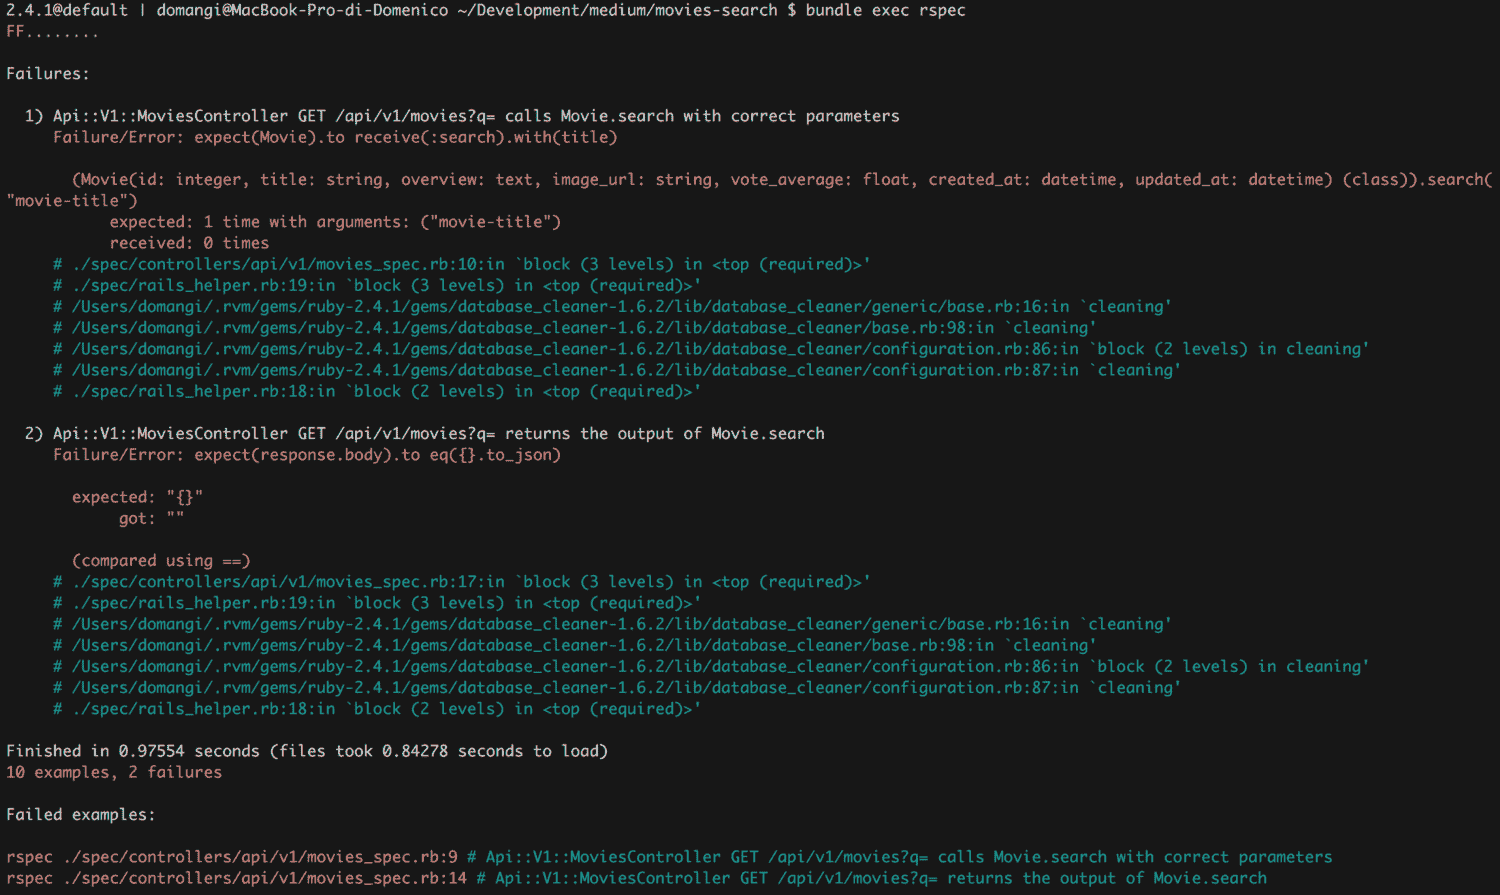 2.4.1@default | domangi@MacBook-Pro-di-Domenico ~/Development/medium/movies-search $ bundle exec rspec
FF........
Failures:
1) Api::V1::MoviesController GET /api/v1/movies?q= calls Movie.search with correct parameters
Failure/Error: expect(Movie).to receive(:search).with(title)
(Movie(id: integer, title: string, overview: text, image_url: string, vote_average: float, created_at: datetime, updated_at: datetime) (class)).search(
"movie-title")
expected: 1 time with arguments: ("movie-title")
received: 0 times
# ./spec/controllers/api/v1/movies_spec.rb:10:in `block (3 levels) in <top (required)>'
# ./spec/rails_helper.rb:19:in `block (3 levels) in <top (required)>'
# /Users/domangi/.rvm/gems/ruby-2.4.1/gems/database_cleaner-1.6.2/lib/database_cleaner/generic/base.rb:16:in `cleaning'
# /Users/domangi/.rvm/gems/ruby-2.4.1/gems/database_cleaner-1.6.2/lib/database_cleaner/base.rb:98:in `cleaning'
# /Users/domangi/.rvm/gems/ruby-2.4.1/gems/database_cleaner-1.6.2/lib/database_cleaner/configuration.rb:86:in `block (2 levels) in cleaning'
# /Users/domangi/.rvm/gems/ruby-2.4.1/gems/database_cleaner-1.6.2/lib/database_cleaner/configuration.rb:87:in `cleaning'
# ./spec/rails_helper.rb:18:in `block (2 levels) in <top (required)>'
2) Api::V1::MoviesController GET /api/v1/movies?q= returns the output of Movie.search
Failure/Error: expect(response.body).to eq({}.to_json)
expected: "{}"
got: ""
(compared using ==)
# ./spec/controllers/api/v1/movies_spec.rb:17:in `block (3 levels) in <top (required)>'
# ./spec/rails_helper.rb:19:in `block (3 levels) in <top (required)>'
# /Users/domangi/.rvm/gems/ruby-2.4.1/gems/database_cleaner-1.6.2/lib/database_cleaner/generic/base.rb:16:in `cleaning'
# /Users/domangi/.rvm/gems/ruby-2.4.1/gems/database_cleaner-1.6.2/lib/database_cleaner/base.rb:98:in `cleaning'
# /Users/domangi/.rvm/gems/ruby-2.4.1/gems/database_cleaner-1.6.2/lib/database_cleaner/configuration.rb:86:in `block (2 levels) in cleaning'
# /Users/domangi/.rvm/gems/ruby-2.4.1/gems/database_cleaner-1.6.2/lib/database_cleaner/configuration.rb:87:in `cleaning'
# ./spec/rails_helper.rb:18:in `block (2 levels) in <top (required)>'
Finished in 0.97554 seconds (files took 0.84278 seconds to load)
10 examples, 2 failures
Failed examples:
rspec ./spec/controllers/api/v1/movies_spec.rb:9 # Api::V1::MoviesController GET /api/v1/movies?q= calls Movie.search with correct parameters
rspec ./spec/controllers/api/v1/movies_spec.rb:14 # Api::V1::MoviesController GET /api/v1/movies?q= returns the output of Movie.search